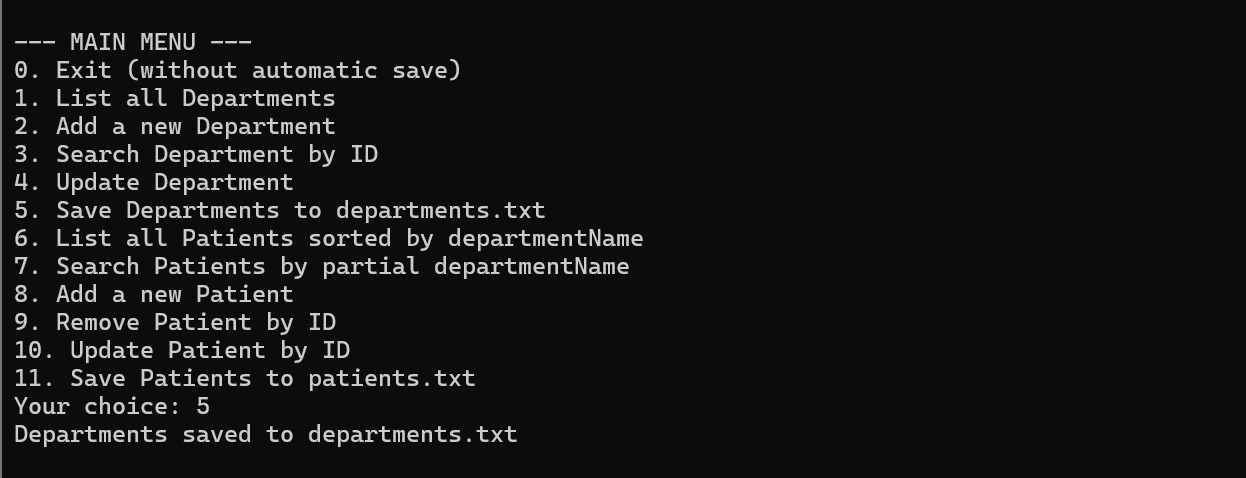 --- MAIN MENU ---
0. Exit (without automatic save)
1. List all Departments
2. Add a new Department
3. Search Department by ID
4. Update Department
5. Save Departments to departments.txt
6. List all Patients sorted by departmentName
7. Search Patients by partial departmentName
8. Add a new Patient
9. Remove Patient by ID
10. Update Patient by ID
11. Save Patients to patients.txt
Your choice: 5
Departments saved to departments.txt